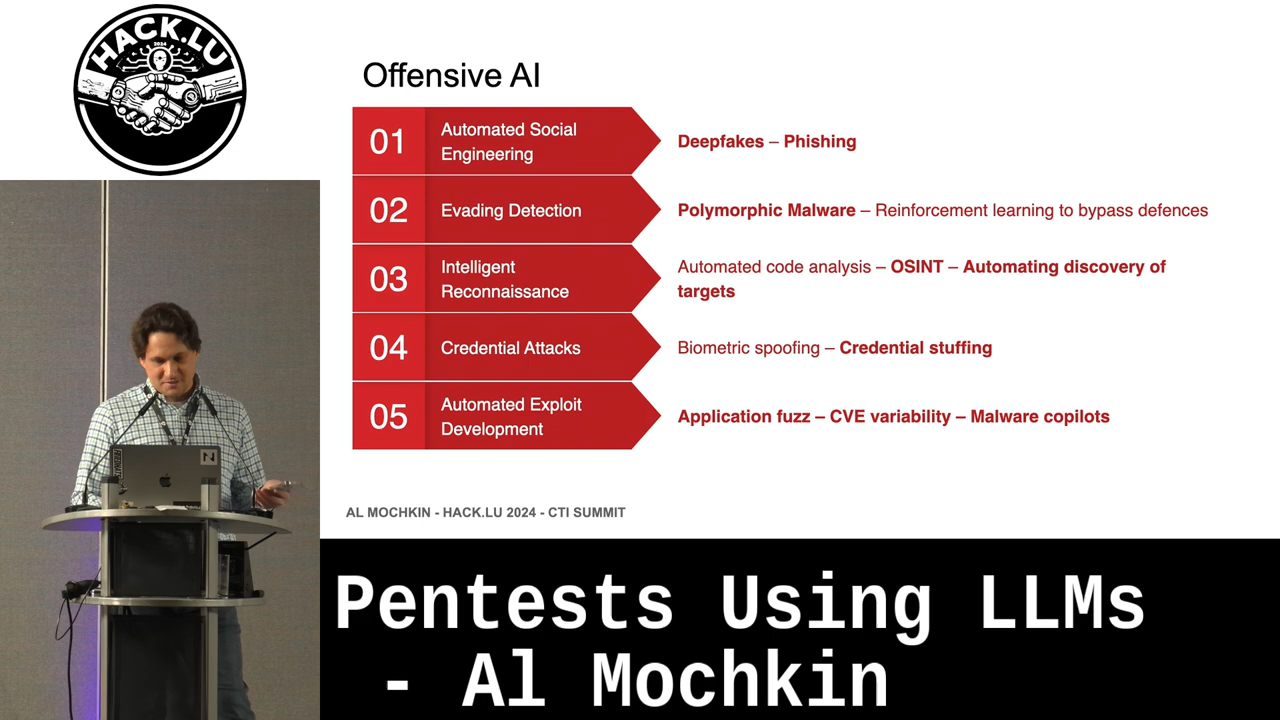 HACK.LU
2024
Offensive AI
01
Automated Social
Engineering
Deepfakes – Phishing
02
Evading Detection
Polymorphic Malware – Reinforcement learning to bypass defences
03
Intelligent
Reconnaissance
Automated code analysis – OSINT – Automating discovery of
targets
04
Credential Attacks
Biometric spoofing – Credential stuffing
05
Automated Exploit
Development
Application fuzz – CVE variability – Malware copilots
AL MOCHKIN - HACK.LU 2024 - CTI SUMMIT
Pentests Using LLMs
- Al Mochkin